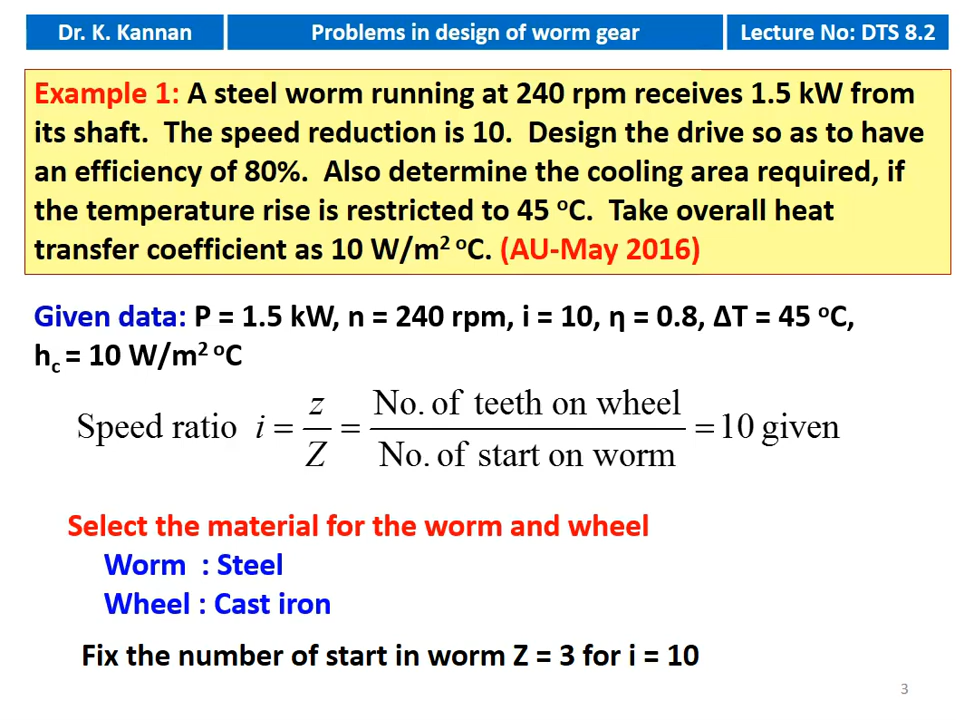 Dr. K. Kannan
Problems in design of worm gear
Lecture No: DTS 8.2
Example 1: A steel worm running at 240 rpm receives 1.5 kW from
its shaft. The speed reduction is 10. Design the drive so as to have
an efficiency of 80%. Also determine the cooling area required, if
the temperature rise is restricted to 45 ºC. Take overall heat
transfer coefficient as 10 W/m² ºC. (AU-May 2016)
Given data: P = 1.5 kW, n = 240 rpm, i = 10, η = 0.8, ΔT = 45 ºC,
h_c = 10 W/m² ºC
Speed ratio i = z/Z = No. of teeth on wheel/No. of start on worm = 10 given
Select the material for the worm and wheel
Worm : Steel
Wheel : Cast iron
Fix the number of start in worm Z = 3 for i = 10
3